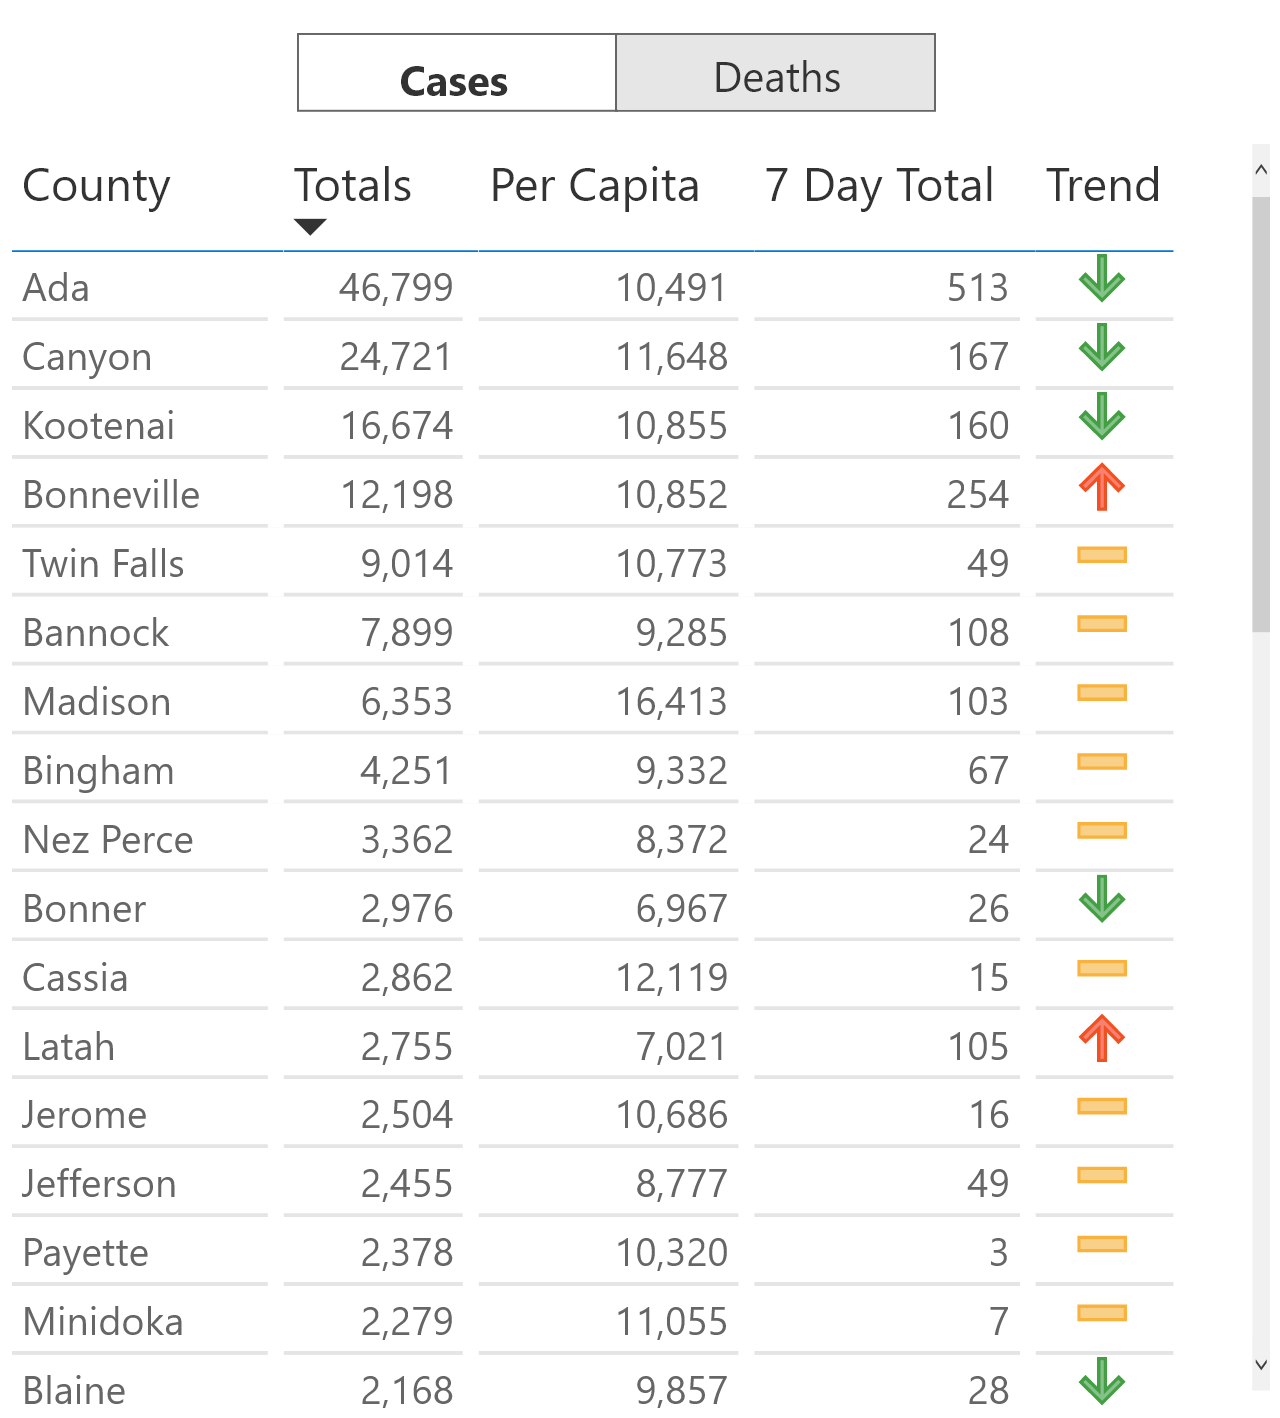 Cases Deaths
County Totals Per Capita 7 Day Total Trend
Ada 46,799 10,491 513
Canyon 24,721 11,648 167
Kootenai 16,674 10,855 160
Bonneville 12,198 10,852 254
Twin Falls 9,014 10,773 49
Bannock 7,899 9,285 108
Madison 6,353 16,413 103
Bingham 4,251 9,332 67
Nez Perce 3,362 8,372 24
Bonner 2,976 6,967 26
Cassia 2,862 12,119 15
Latah 2,755 7,021 105
Jerome 2,504 10,686 16
Jefferson 2,455 8,777 49
Payette 2,378 10,320 3
Minidoka 2,279 11,055 7
Blaine 2,168 9,857 28